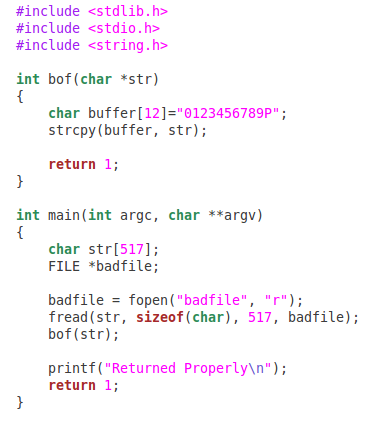 #include <stdlib.h>
#include <stdio.h>
#include <string.h>

int bof(char *str)
{
    char buffer[12]="0123456789P";
    strcpy(buffer, str);

    return 1;
}

int main(int argc, char **argv)
{
    char str[517];
    FILE *badfile;

    badfile = fopen("badfile", "r");
    fread(str, sizeof(char), 517, badfile);
    bof(str);

    printf("Returned Properly\n");
    return 1;
}